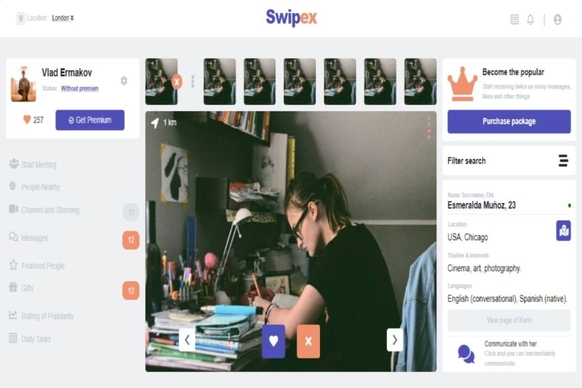 Location London
Swipex
Vlad Ermakov
Status: Without premium
257
Get Premium
Start Meeting
People Nearby
Channel and Streming
12
Messages
12
Featured People
Gifts
12
Rating of Popularity
Daily Tasks
1 km
Become the popular
Start receiving twice as many messages,
likes and other things
Purchase package
Filter search
Name Surname, Old.
Esmeralda Muñoz, 23
Location
USA, Chicago
Studies & Interests
Cinema, art, photography.
Languages
English (conversational), Spanish (native).
View page of Karin
Communicate with her
Click and you can immediately
communicate.